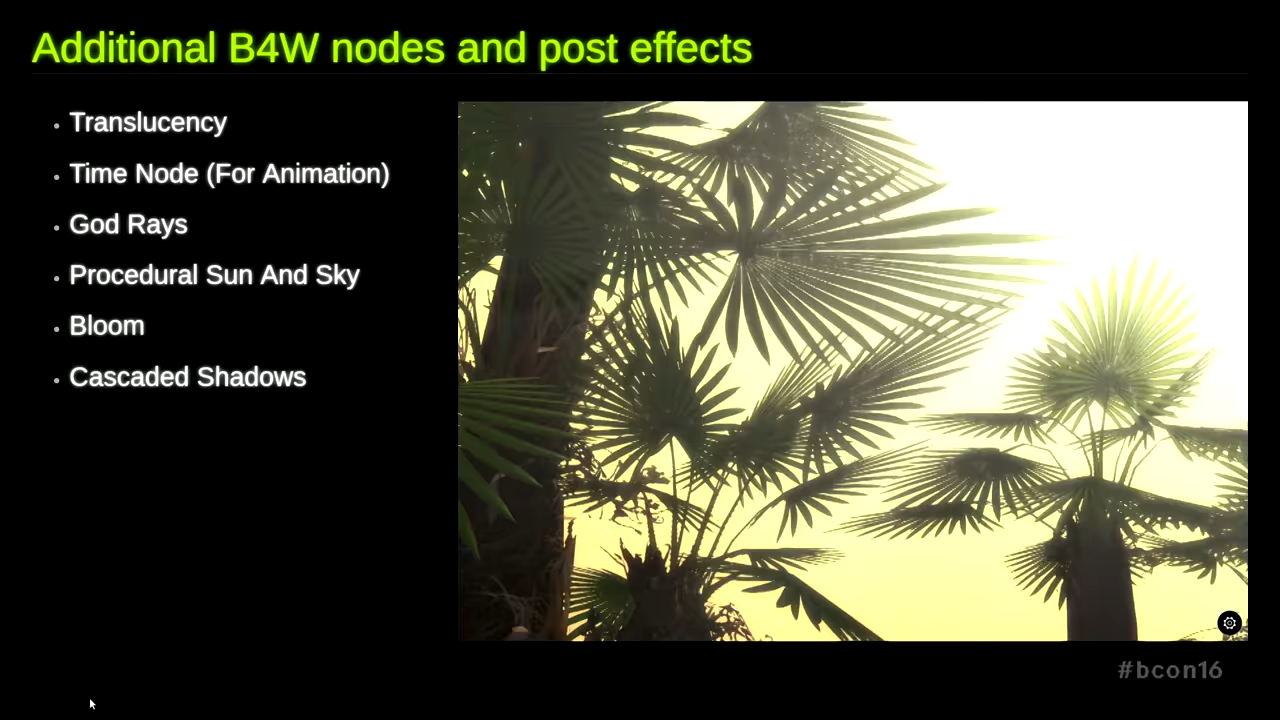 Additional B4W nodes and post effects
Translucency
Time Node (For Animation)
God Rays
Procedural Sun And Sky
Bloom
Cascaded Shadows
#bcon16